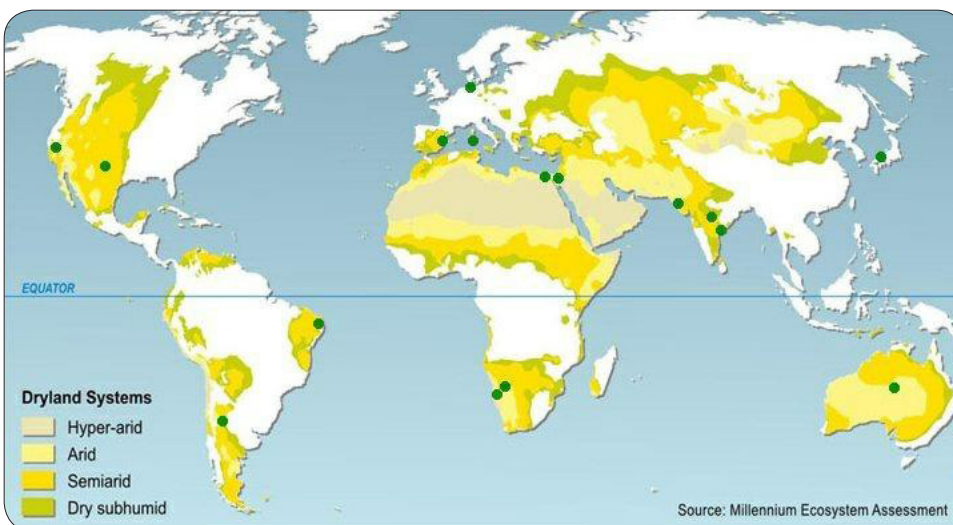 EQUATOR
Dryland Systems
Hyper-arid
Arid
Semiarid
Dry subhumid
Source: Millennium Ecosystem Assessment